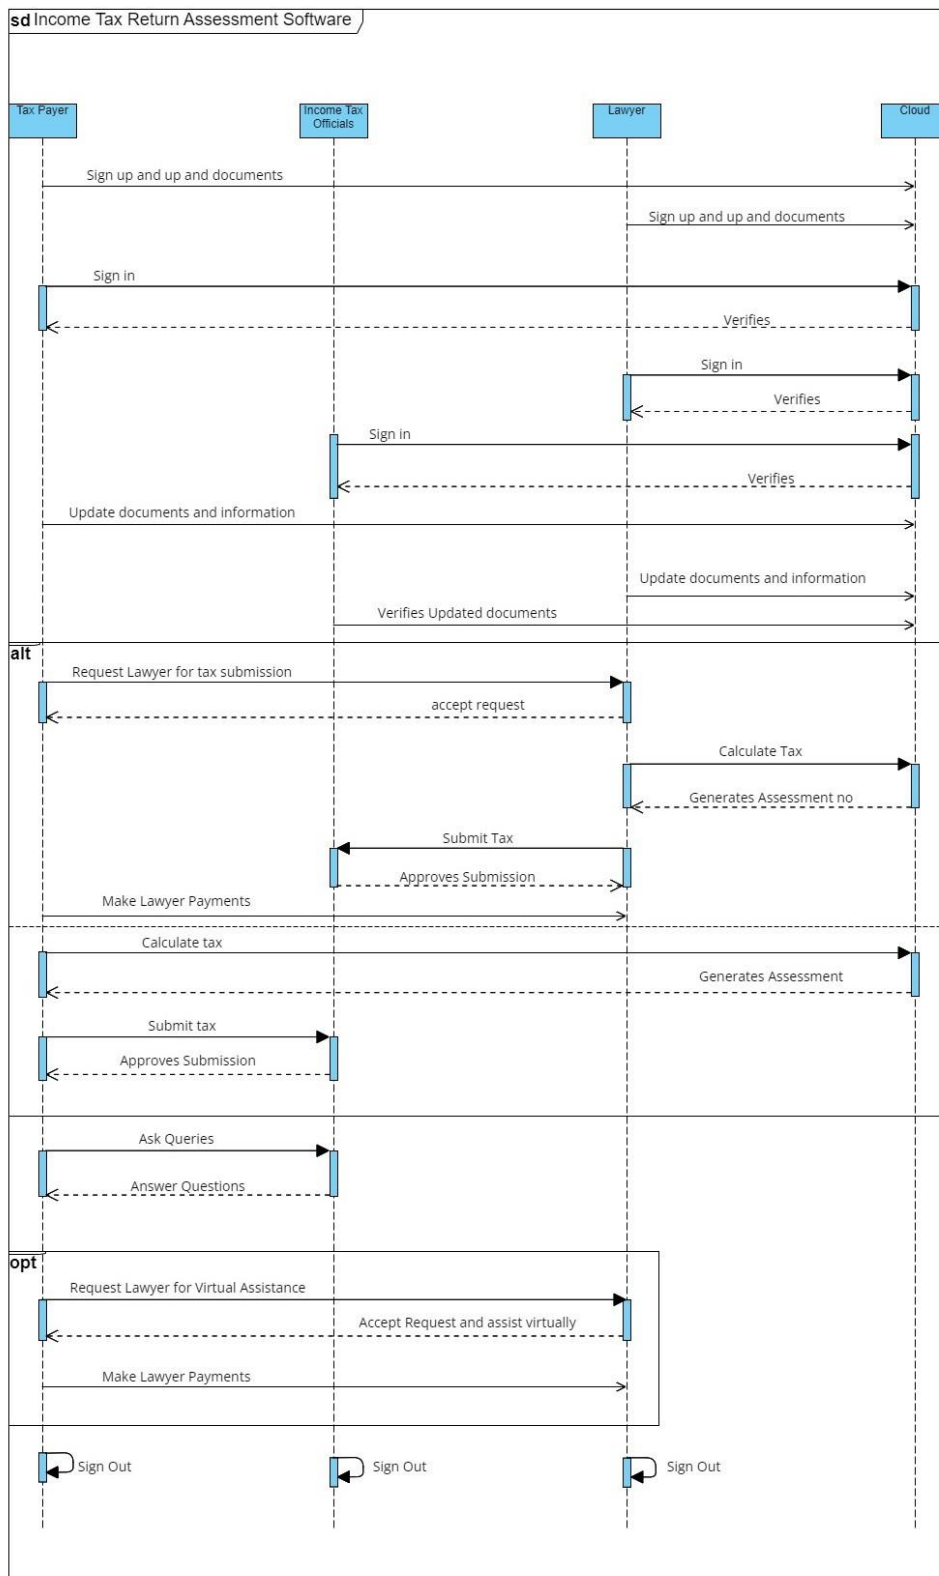 sd Income Tax Return Assessment Software
Tax Payer
Income Tax
Officials
Lawyer
Cloud
Sign up and up and documents
Sign up and up and documents
Sign in
Verifies
Sign in
Verifies
Sign in
Verifies
Update documents and information
Update documents and information
Verifies Updated documents
alt
Request Lawyer for tax submission
accept request
Calculate Tax
Generates Assessment no
Submit Tax
Approves Submission
Make Lawyer Payments
Calculate tax
Generates Assessment
Submit tax
Approves Submission
Ask Queries
Answer Questions
opt
Request Lawyer for Virtual Assistance
Accept Request and assist virtually
Make Lawyer Payments
Sign Out
Sign Out
Sign Out